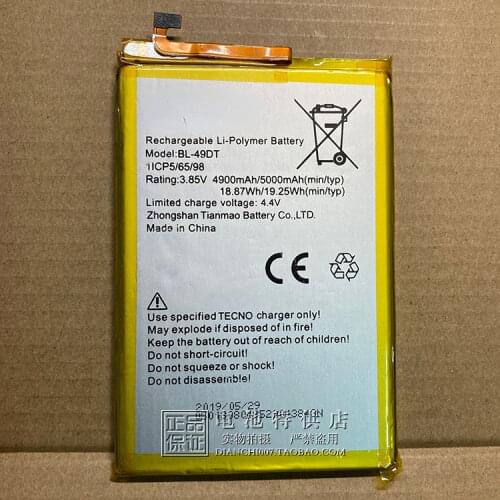 Rechargeable Li-Polymer Battery
Model:BL-49DT
1ICP5/65/98
Rating:3.85V 4900mAh/5000mAh(min/typ)
18.87Wh/19.25Wh (min/typ)
Limited charge voltage: 4.4V
Zhongshan Tianmao Battery Co.,LTD.
Made in China
CE
Use specified TECNO charger only!
May explode if disposed of in fire!
Keep the battery out of reach of children!
Do not short-circuit!
Do not squeeze or shock!
Do not disassemble!
2019/05/29
正品保证
电池特供店
实物拍摄 盗图必究
DIANCHI007.TAOBAO.COM